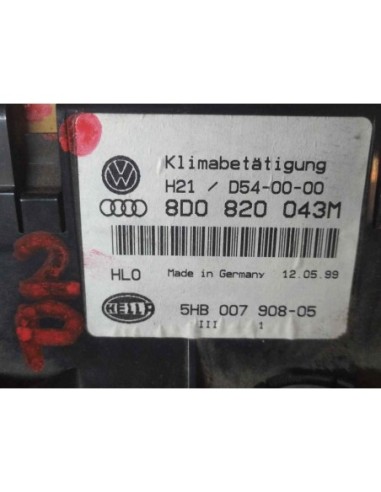 Klimabetätigung
H21 / D54-00-00
8D0 820 043M
HLO Made in Germany 12.05.99
HELLA 5HB 007 908-05
III 1